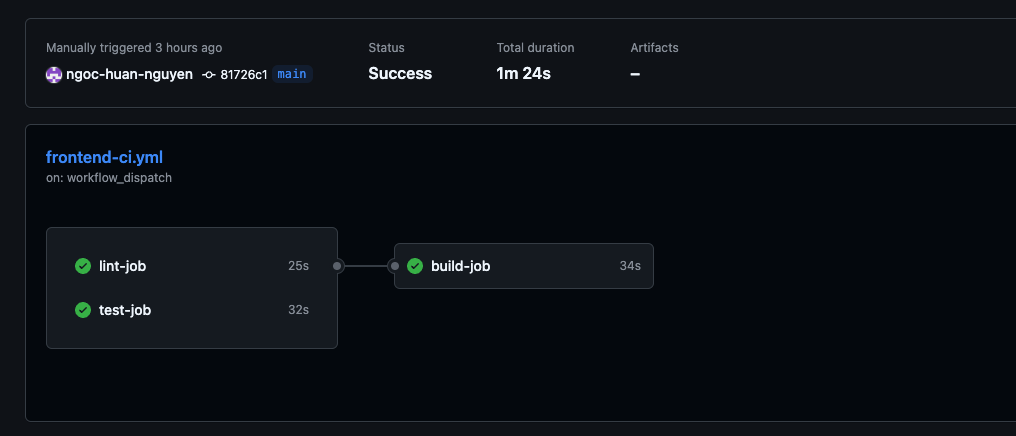 Manually triggered 3 hours ago
Status
Total duration
Artifacts
ngoc-huan-nguyen 81726c1 main
Success
1m 24s
–
frontend-ci.yml
on: workflow_dispatch
lint-job 25s
build-job 34s
test-job 32s